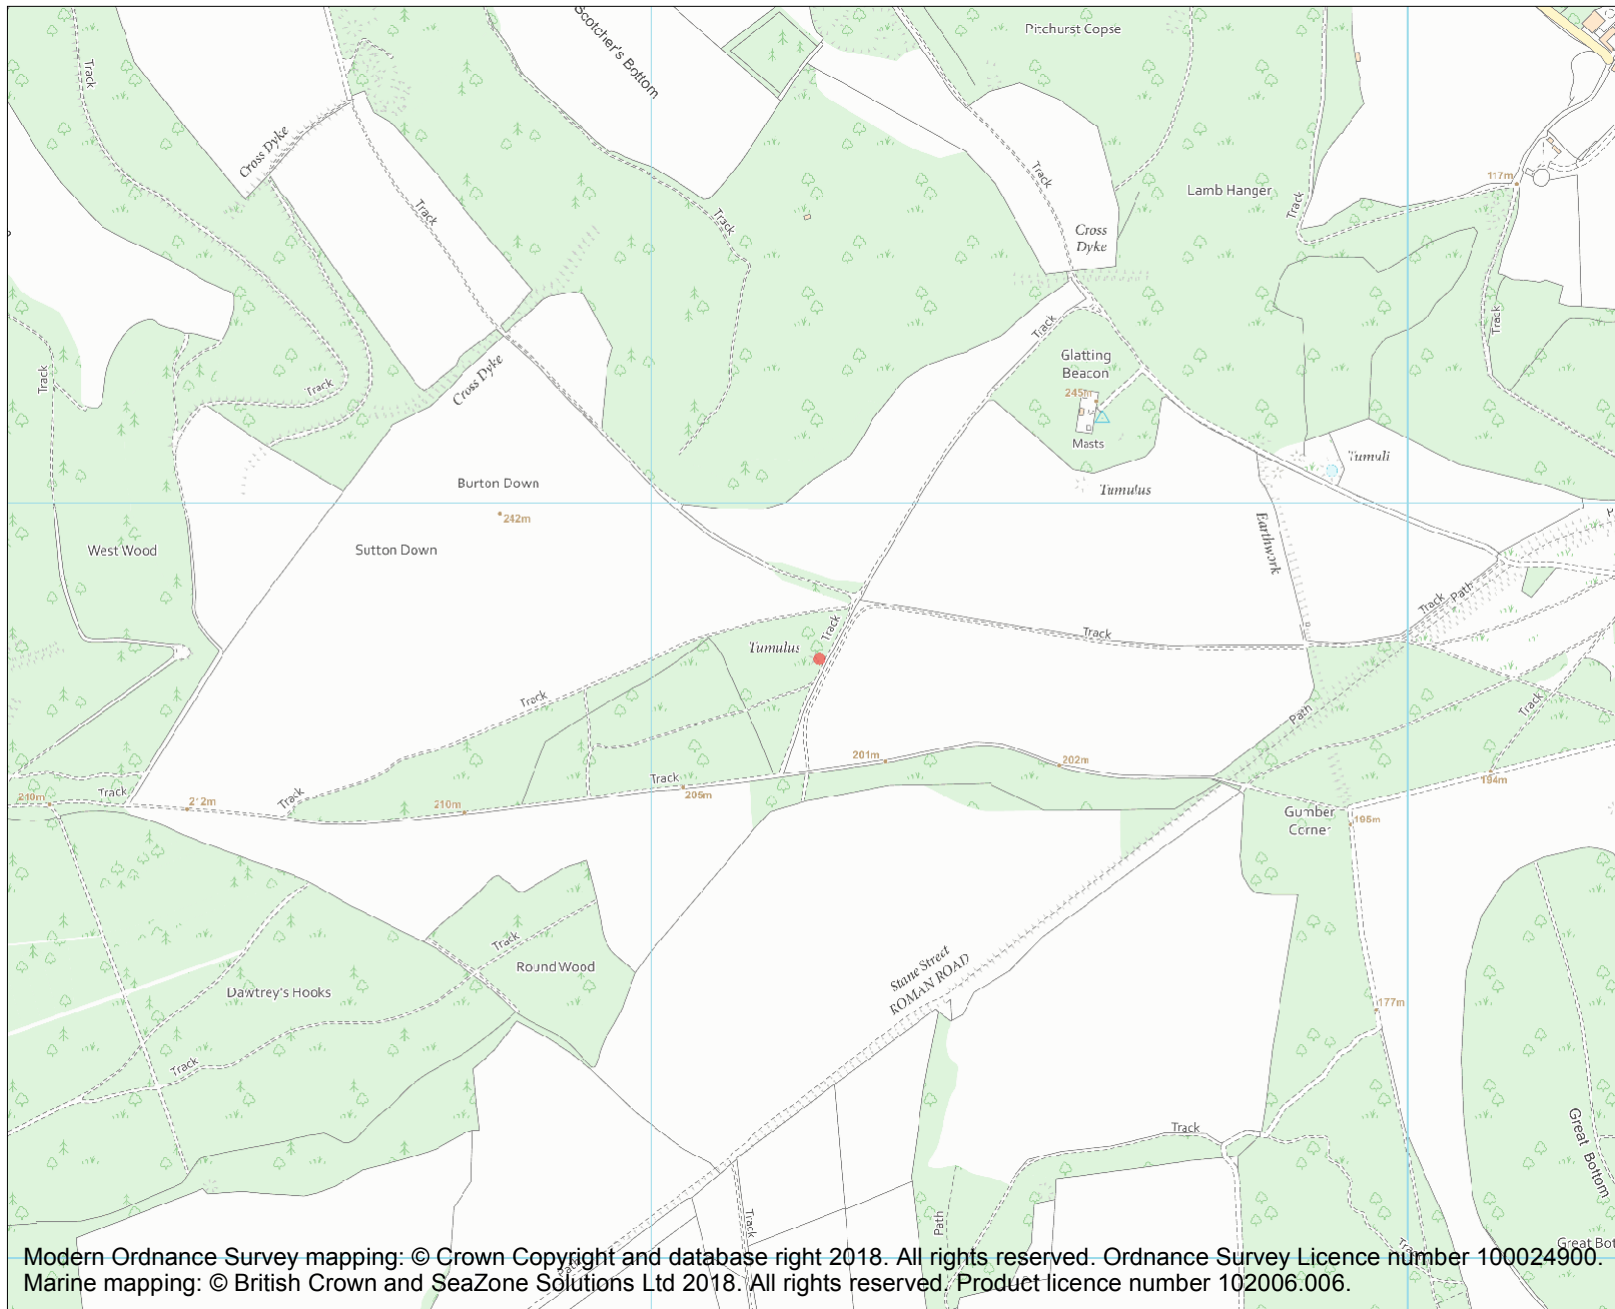 Scotcher's Bottom
Pitchurst Copse
Track
Cross Dyke
Track
Track
Track
117m
Lamb Hanger
Track
Cross
Dyke
Track
Track
Glatting
Beacon
245m
Masts
Track
Track
Cross Dyke
Tumuli
Tumulus
Burton Down
242m
Sutton Down
West Wood
Earthwork
Track
Path
Track
Track
Tumulus
Track
Track
Path
201m
202m
Track
205m
194m
Track
210m
212m
Track
210m
Gumber
Corner
195m
Track
Round Wood
Stane Street
ROMAN ROAD
Dawtrey's Hooks
177m
Track
Track
Great Bottom
Path
Track
Track
Path
Great Bot
Modern Ordnance Survey mapping: © Crown Copyright and database right 2018. All rights reserved. Ordnance Survey Licence number 100024900.
Marine mapping: © British Crown and SeaZone Solutions Ltd 2018. All rights reserved. Product licence number 102006.006.